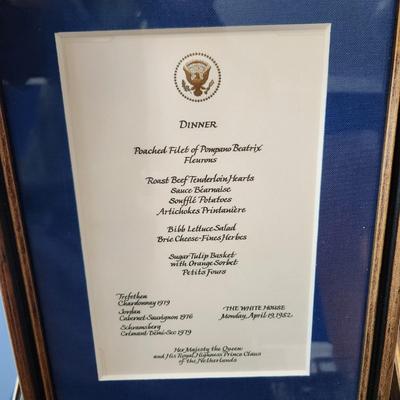 DINNER
Poached Filet of Pompano Beatrix
Fleurons
Roast Beef Tenderloin Hearts
Sauce Béarnaise
Soufflé Potatoes
Artichokes Printanière
Bibb Lettuce Salad
Brie Cheese-Fines Herbes
Sugar Tulip Basket
with Orange Sorbet
Petits Fours
Trefethen
Chardonnay 1979
Jordan
Cabernet Sauvignon 1976
Schramsberg
Crémant Demi-Sec 1979
THE WHITE HOUSE
Monday, April 19, 1982
Her Majesty the Queen
and His Royal Highness Prince Claus
of the Netherlands